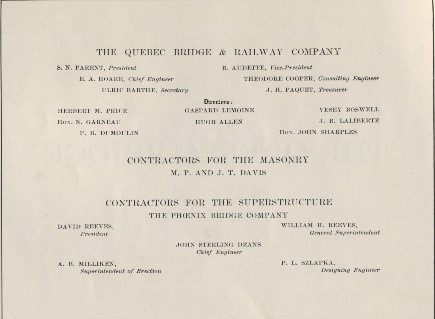 THE QUEBEC BRIDGE & RAILWAY COMPANY
S. N. PARENT, President R. AUDETTE, Vice-President
E. A. HOARE, Chief Engineer THEODORE COOPER, Consulting Engineer
ULRIC BARTHE, Secretary J. H. PAQUET, Treasurer
Directors:
HERBERT M. PRICE GASPARD LEMOINE VESEY BOSWELL
HON. N. GARNEAU HUGH ALLEN J. B. LALIBERTE
P. B. DUMOULIN HON. JOHN SHARPLES
CONTRACTORS FOR THE MASONRY
M. P. AND J. T. DAVIS
CONTRACTORS FOR THE SUPERSTRUCTURE
THE PHŒNIX BRIDGE COMPANY
DAVID REEVES, WILLIAM H. REEVES,
President General Superintendent
JOHN STERLING DEANS
Chief Engineer
A. B. MILLIKEN, P. L. SZLAPKA,
Superintendent of Erection Designing Engineer